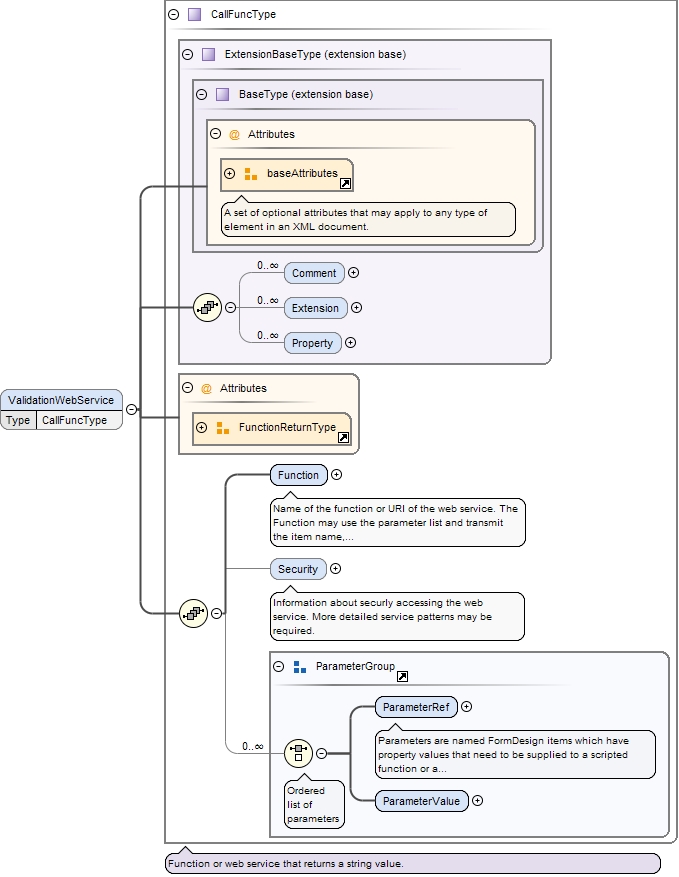 CallFuncType
ExtensionBaseType (extension base)
BaseType (extension base)
@ Attributes
baseAttributes
A set of optional attributes that may apply to any type of
element in an XML document.
0..∞ Comment
0..∞ Extension
0..∞ Property
ValidationWebService
Type CallFuncType
@ Attributes
FunctionReturnType
Function
Name of the function or URI of the web service. The
Function may use the parameter list and transmit
the item name,...
Security
Information about securly accessing the web
service. More detailed service patterns may be
required.
ParameterGroup
ParameterRef
Parameters are named FormDesign items which have
property values that need to be supplied to a scripted
function or a...
0..∞
Ordered
list of
parameters
ParameterValue
Function or web service that returns a string value.